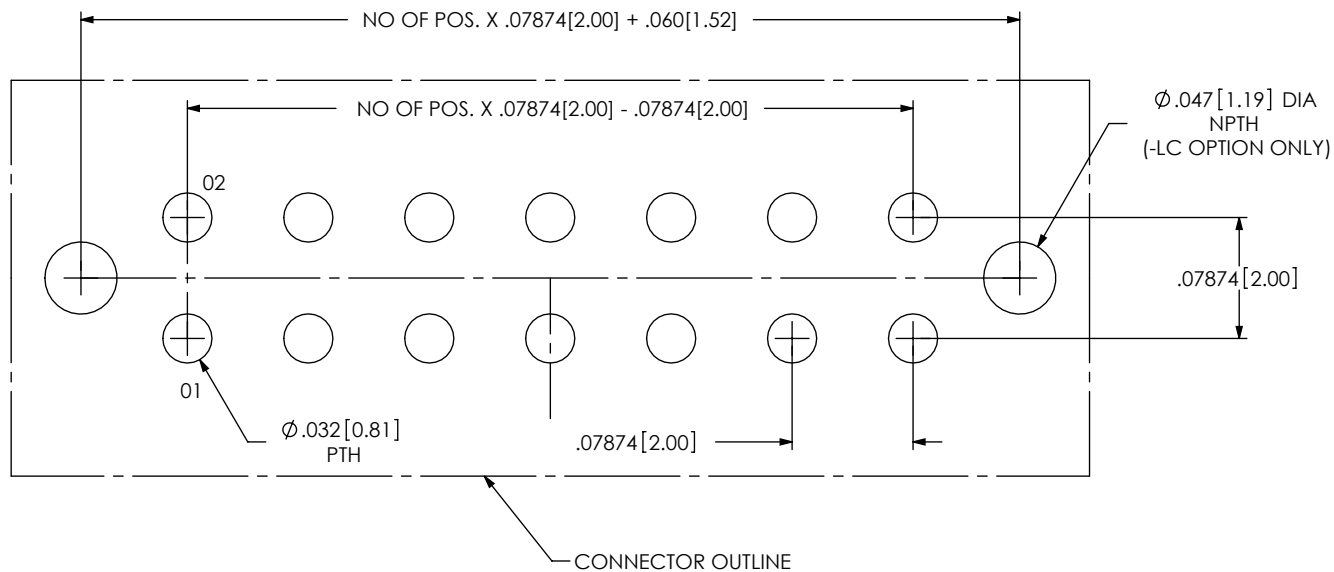 NO OF POS. X .07874[2.00] + .060[1.52]
NO OF POS. X .07874[2.00] - .07874[2.00]
Ø.047[1.19] DIA
NPTH
(-LC OPTION ONLY)
02
.07874[2.00]
01
Ø.032[0.81]
PTH
.07874[2.00]
CONNECTOR OUTLINE